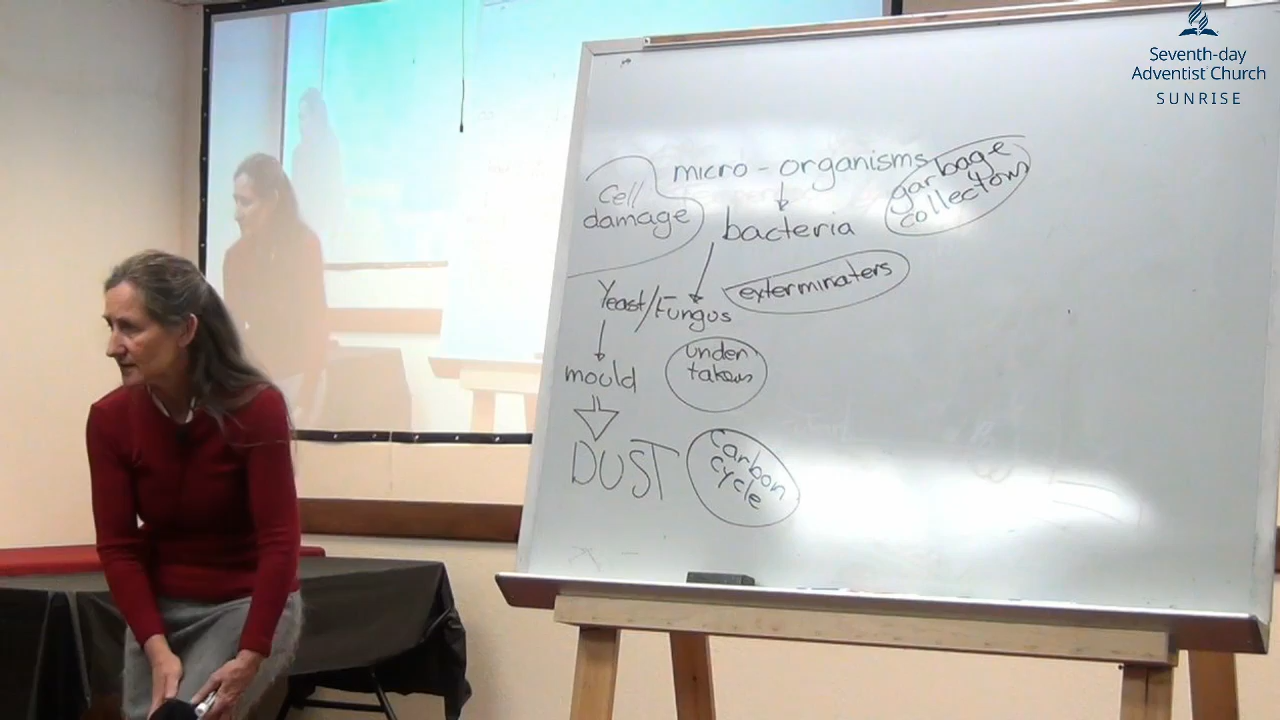 Seventh-day
Adventist Church
SUNRISE
micro-organisms
garbage
collectors
Cell
damage
bacteria
exterminaters
Yeast/Fungus
under
takers
mould
DUST
carbon
cycle